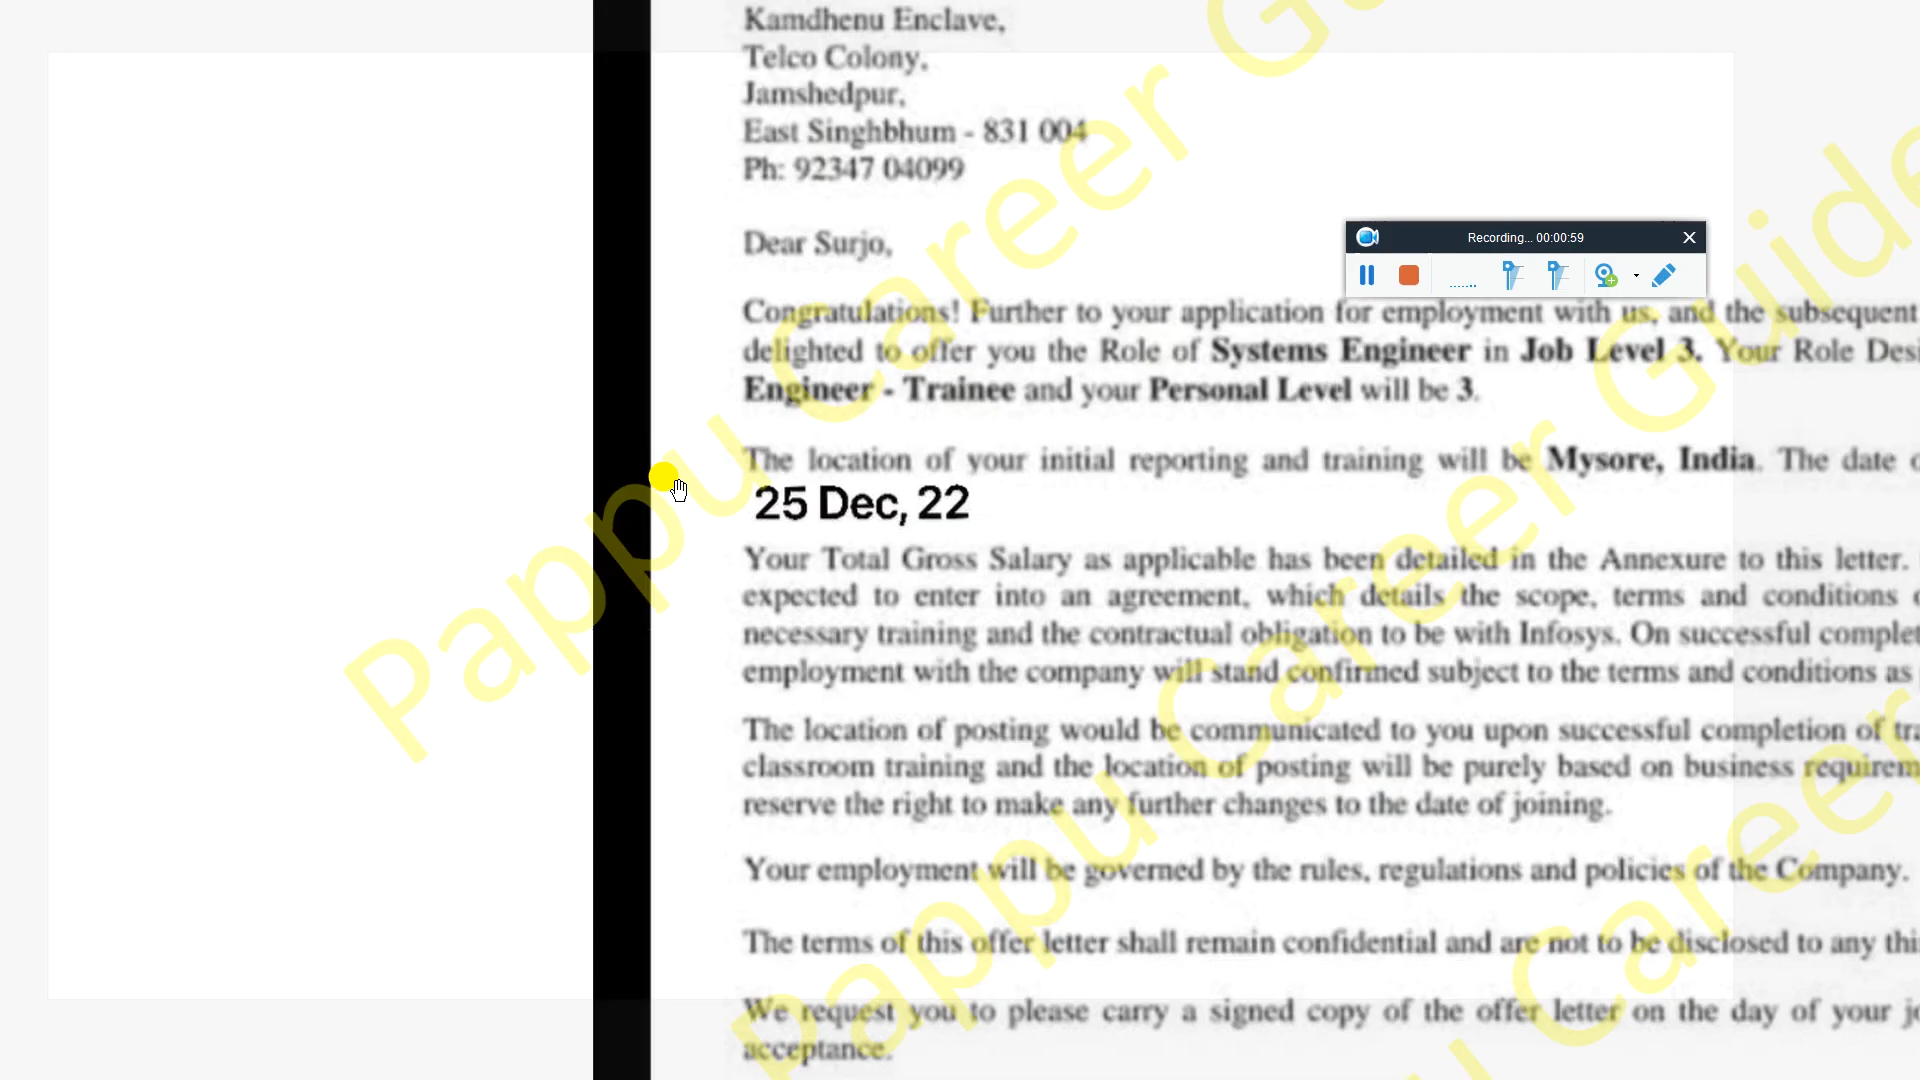 Kamdhenu Enclave,
Telco Colony,
Jamshedpur,
East Singhbhum - 831 004
Ph: 92347 04099
Dear Surjo,
Recording... 00:00:59
Congratulations! Further to your application for employment with us, and the subsequent
delighted to offer you the Role of Systems Engineer in Job Level 3. Your Role Desi
Engineer - Trainee and your Personal Level will be 3.
The location of your initial reporting and training will be Mysore, India. The date
25 Dec, 22
Your Total Gross Salary as applicable has been detailed in the Annexure to this letter.
expected to enter into an agreement, which details the scope, terms and conditions
necessary training and the contractual obligation to be with Infosys. On successful complet
employment with the company will stand confirmed subject to the terms and conditions as
The location of posting would be communicated to you upon successful completion of tra
classroom training and the location of posting will be purely based on business requirem
reserve the right to make any further changes to the date of joining.
Your employment will be governed by the rules, regulations and policies of the Company.
The terms of this offer letter shall remain confidential and are not to be disclosed to any thi
We request you to please carry a signed copy of the offer letter on the day of your jo
acceptance.
Pappu Career Guide
Pappu Career Guide
Career